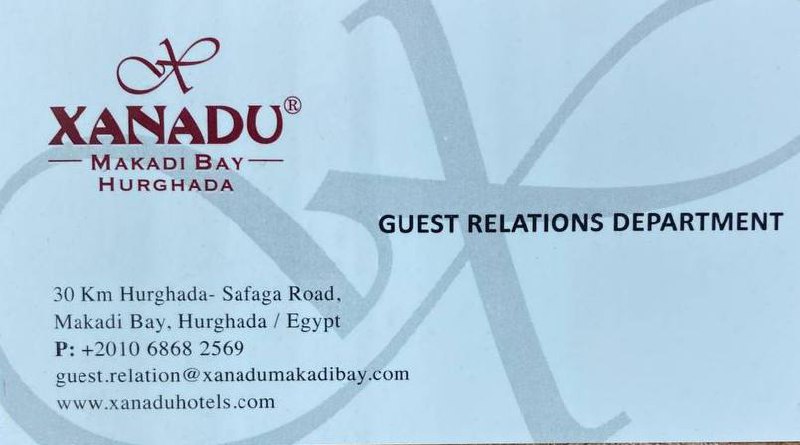 XANADU®
MAKADI BAY
HURGHADA
GUEST RELATIONS DEPARTMENT
30 Km Hurghada- Safaga Road,
Makadi Bay, Hurghada / Egypt
P: +2010 6868 2569
guest.relation@xanadumakadibay.com
www.xanaduhotels.com